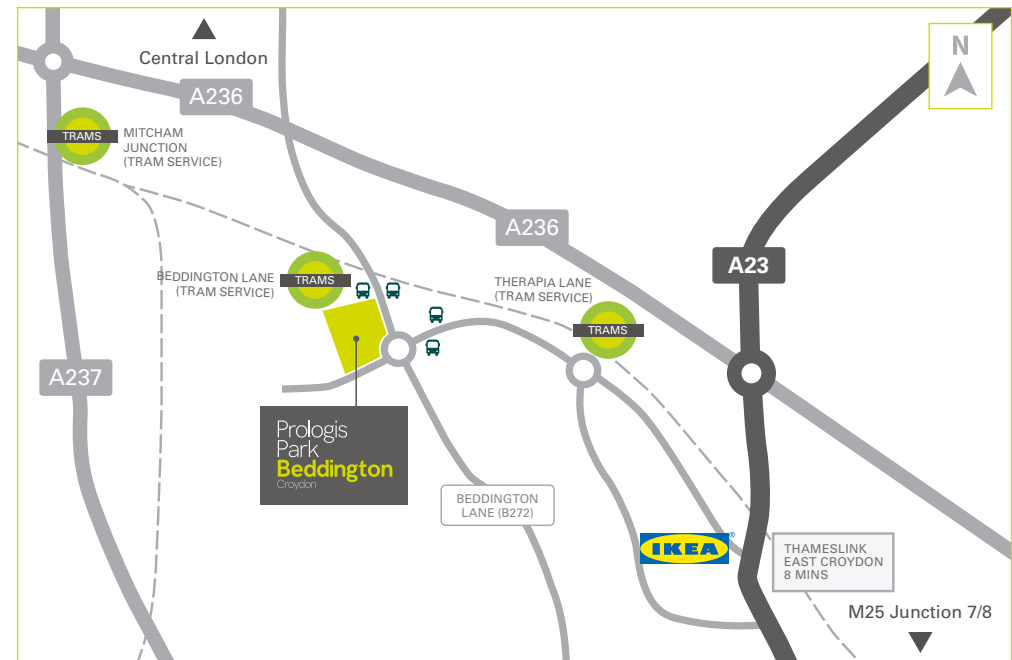 Central London
N
A236
TRAMS
MITCHAM
JUNCTION
(TRAM SERVICE)
A236
A23
BEDDINGTON LANE
(TRAM SERVICE)
TRAMS
THERAPIA LANE
(TRAM SERVICE)
TRAMS
A237
Prologis
Park
Beddington
Croydon
BEDDINGTON
LANE (B272)
IKEA®
THAMESLINK
EAST CROYDON
8 MINS
M25 Junction 7/8